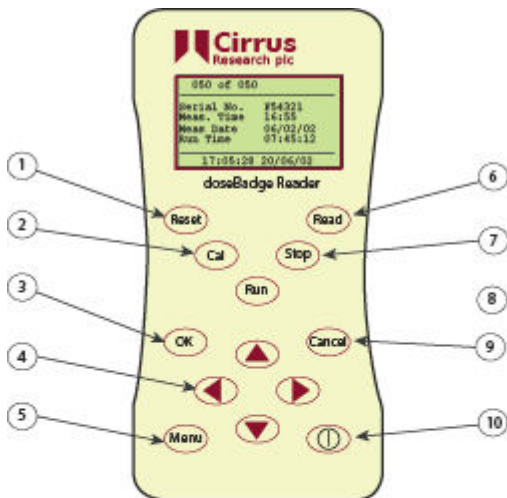 Cirrus
Research plc
050 of 050
Serial No. F54321
Meas. Time 16:55
Meas Date 06/02/02
Run Time 07:45:12
17:05:28 20/06/02
doseBadge Reader
1
Reset
Read
6
2
Cal
Stop
7
Run
3
OK
Cancel
8
9
4
5
Menu
10